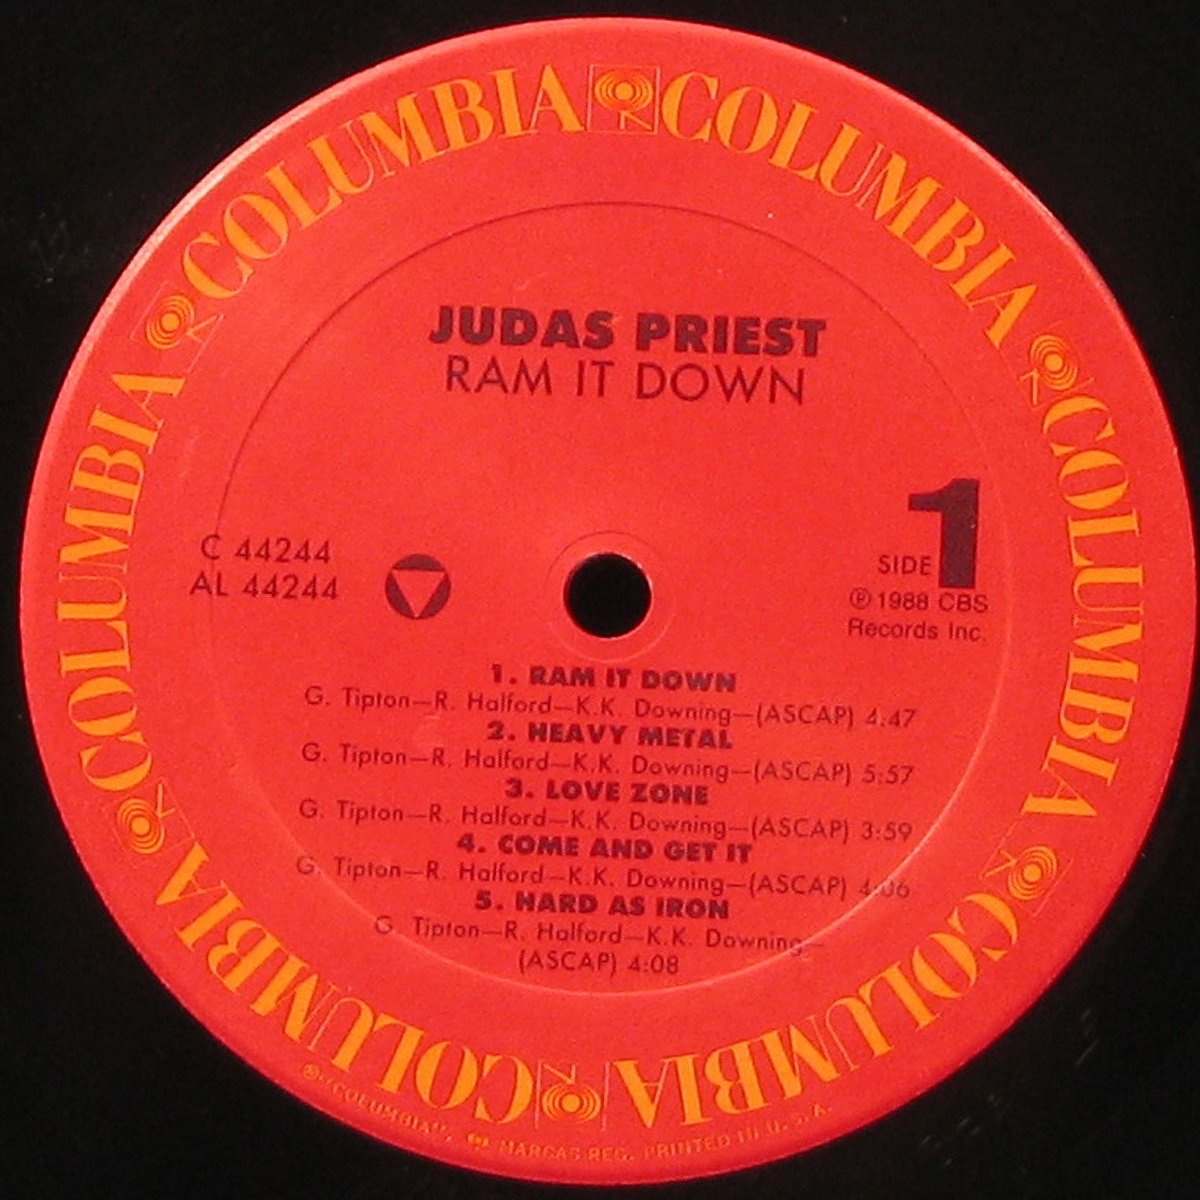 COLUMBIA COLUMBIA COLUMBIA COLUMBIA COLUMBIA COLUMBIA
JUDAS PRIEST
RAM IT DOWN
C 44244
AL 44244
SIDE 1
℗ 1988 CBS
Records Inc.
1. RAM IT DOWN
G. Tipton—R. Halford—K.K. Downing—(ASCAP) 4:47
2. HEAVY METAL
G. Tipton—R. Halford—K.K. Downing—(ASCAP) 5:57
3. LOVE ZONE
G. Tipton—R. Halford—K.K. Downing—(ASCAP) 3:59
4. COME AND GET IT
G. Tipton—R. Halford—K.K. Downing—(ASCAP) 4:06
5. HARD AS IRON
G. Tipton—R. Halford—K.K. Downing—
(ASCAP) 4:08
"COLUMBIA", MARCAS REG. PRINTED IN U.S.A.